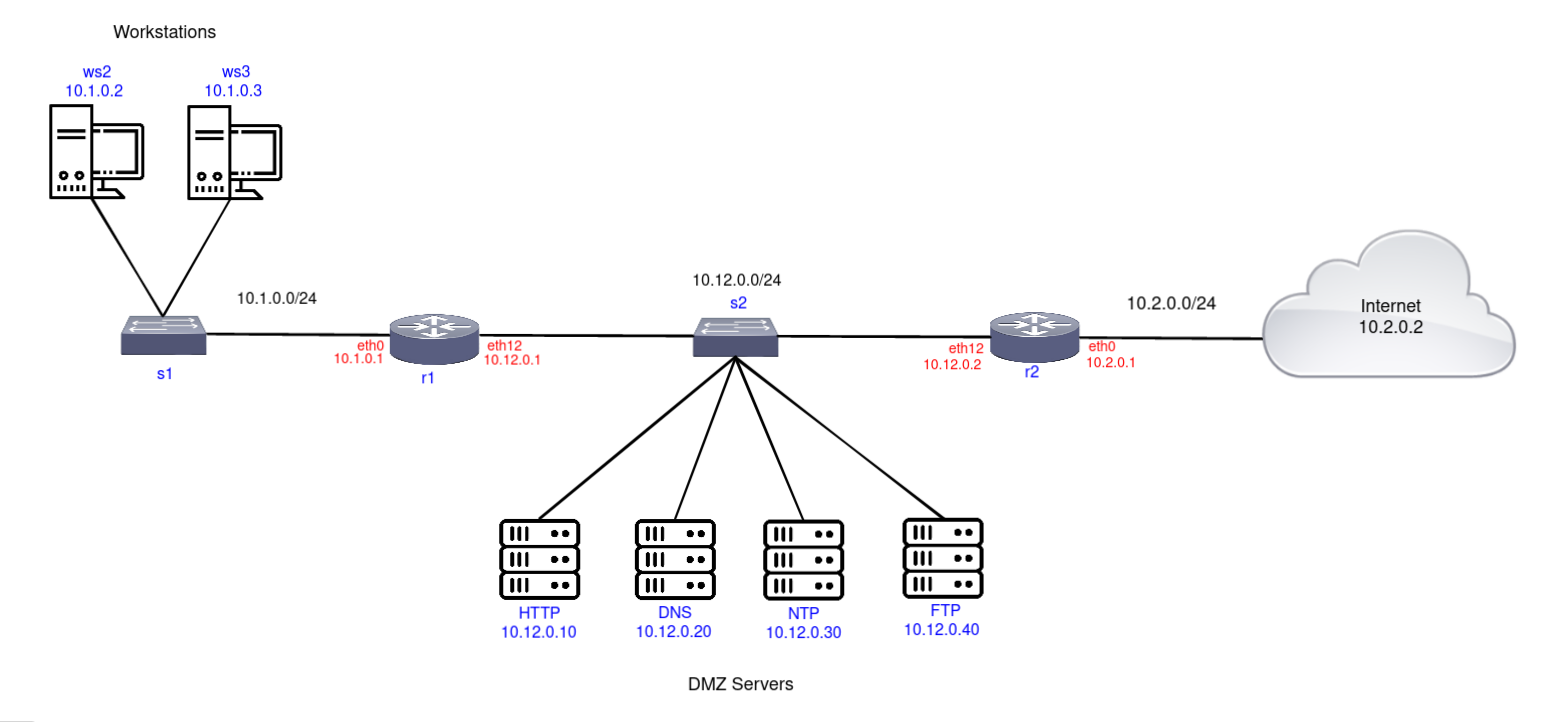 Workstations
ws2
10.1.0.2
ws3
10.1.0.3
10.1.0.0/24
s1
eth0
10.1.0.1
r1
eth12
10.12.0.1
10.12.0.0/24
s2
eth12
10.12.0.2
r2
eth0
10.2.0.1
10.2.0.0/24
Internet
10.2.0.2
HTTP
10.12.0.10
DNS
10.12.0.20
NTP
10.12.0.30
FTP
10.12.0.40
DMZ Servers